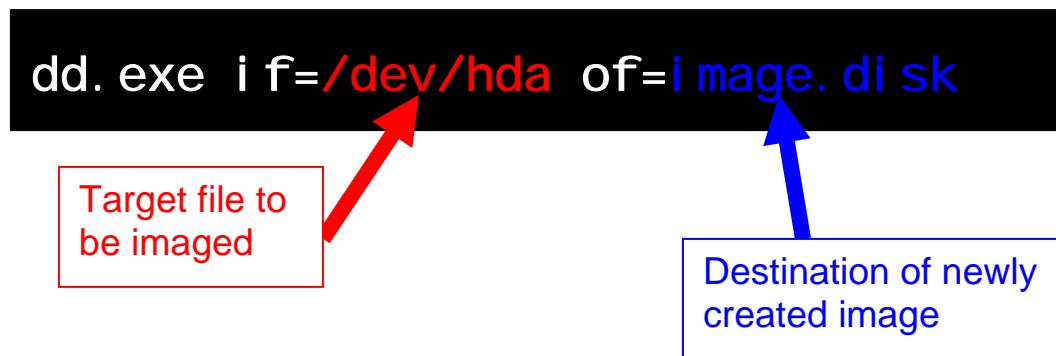 dd.exe if=/dev/hda of=image.disk
Target file to
be imaged
Destination of newly
created image